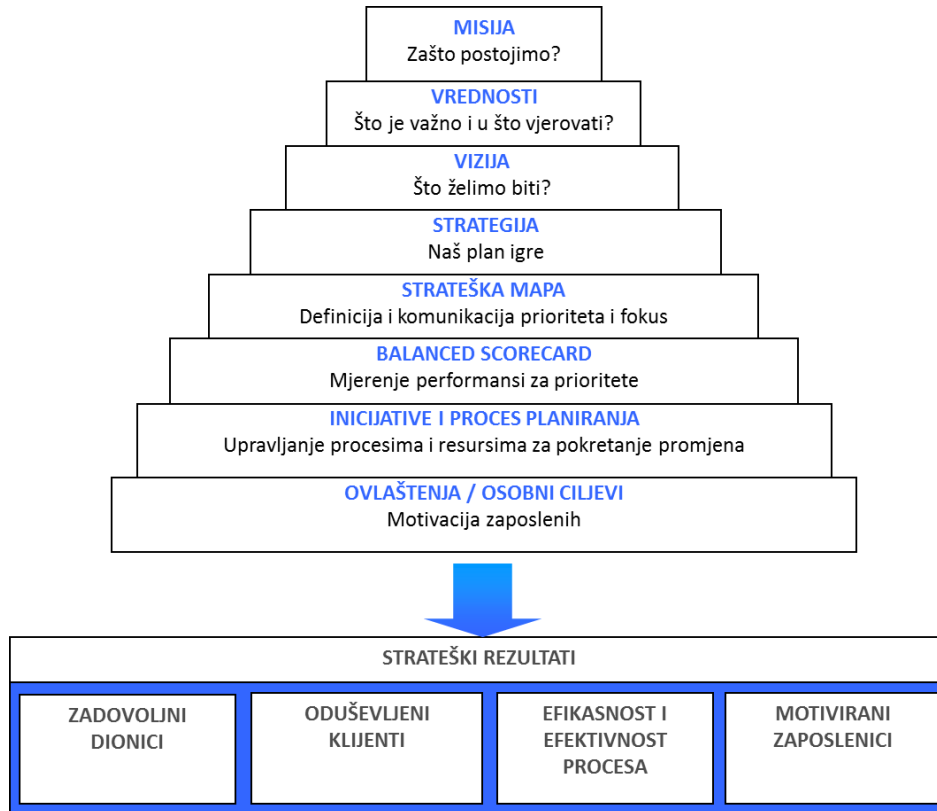 MISIJA
Zašto postojimo?
VREDNOSTI
Što je važno i u što vjerovati?
VIZIJA
Što želimo biti?
STRATEGIJA
Naš plan igre
STRATEŠKA MAPA
Definicija i komunikacija prioriteta i fokus
BALANCED SCORECARD
Mjerenje performansi za prioritete
INICIJATIVE I PROCES PLANIRANJA
Upravljanje procesima i resursima za pokretanje promjena
OVLAŠTENJA / OSOBNI CILJEVI
Motivacija zaposlenih
STRATEŠKI REZULTATI
ZADOVOLJNI
DIONICI
ODUŠEVLJENI
KLIJENTI
EFIKASNOST I
EFEKTIVNOST
PROCESA
MOTIVIRANI
ZAPOSLENICI